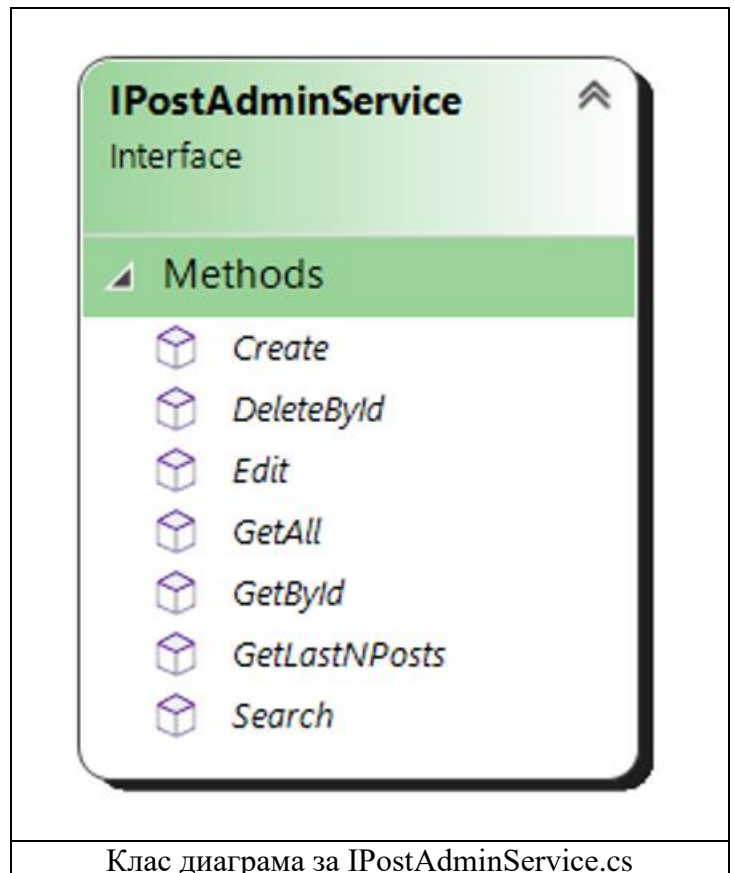 IPostAdminService
Interface
Methods
Create
DeleteById
Edit
GetAll
GetById
GetLastNPosts
Search
Клас диаграма за IPostAdminService.cs